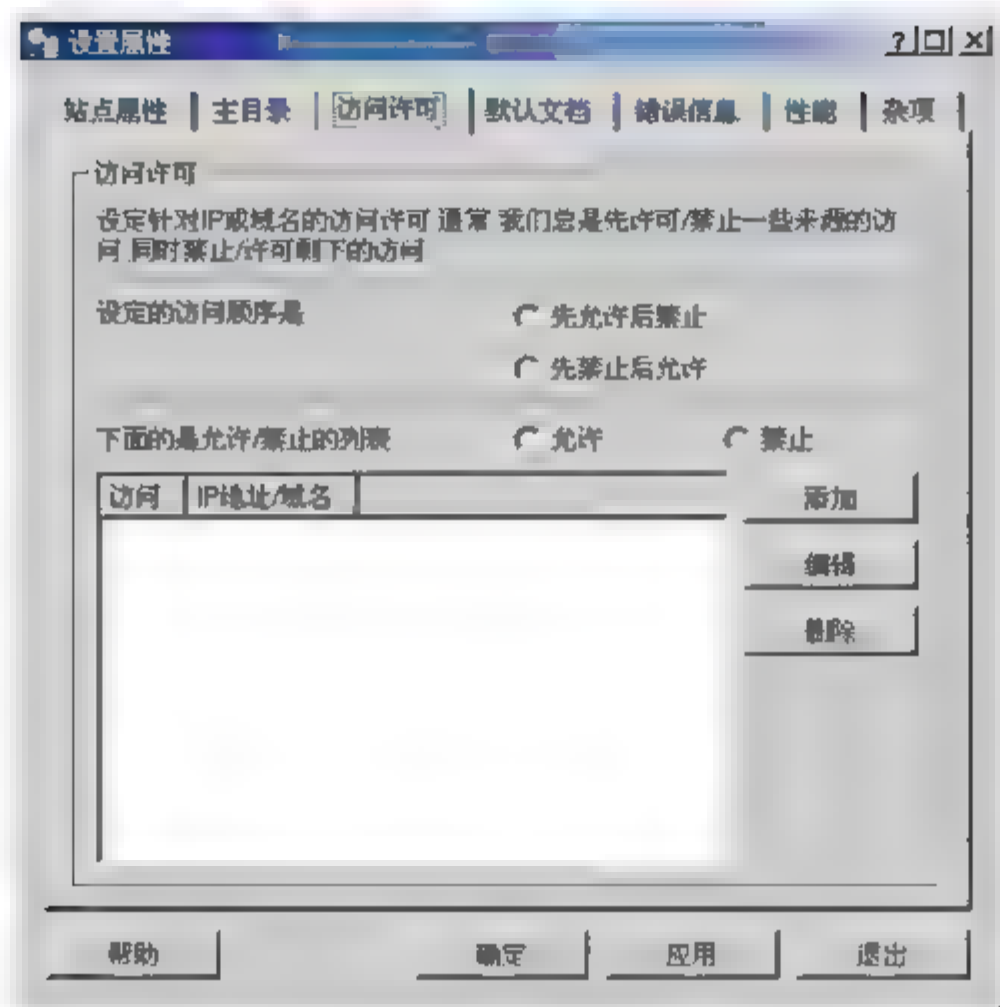 设置属性
站点属性 主目录 访问许可 默认文档 错误信息 性能 杂项
访问许可
设定针对IP或域名的访问许可 通常 我们总是先许可/禁止一些来源的访
问 同时禁止/许可剩下的访问
设定的访问顺序是 先允许后禁止
先禁止后允许
下面的是允许/禁止的列表 允许 禁止
访问 IP地址/域名 添加
编辑
删除
帮助 确定 应用 退出